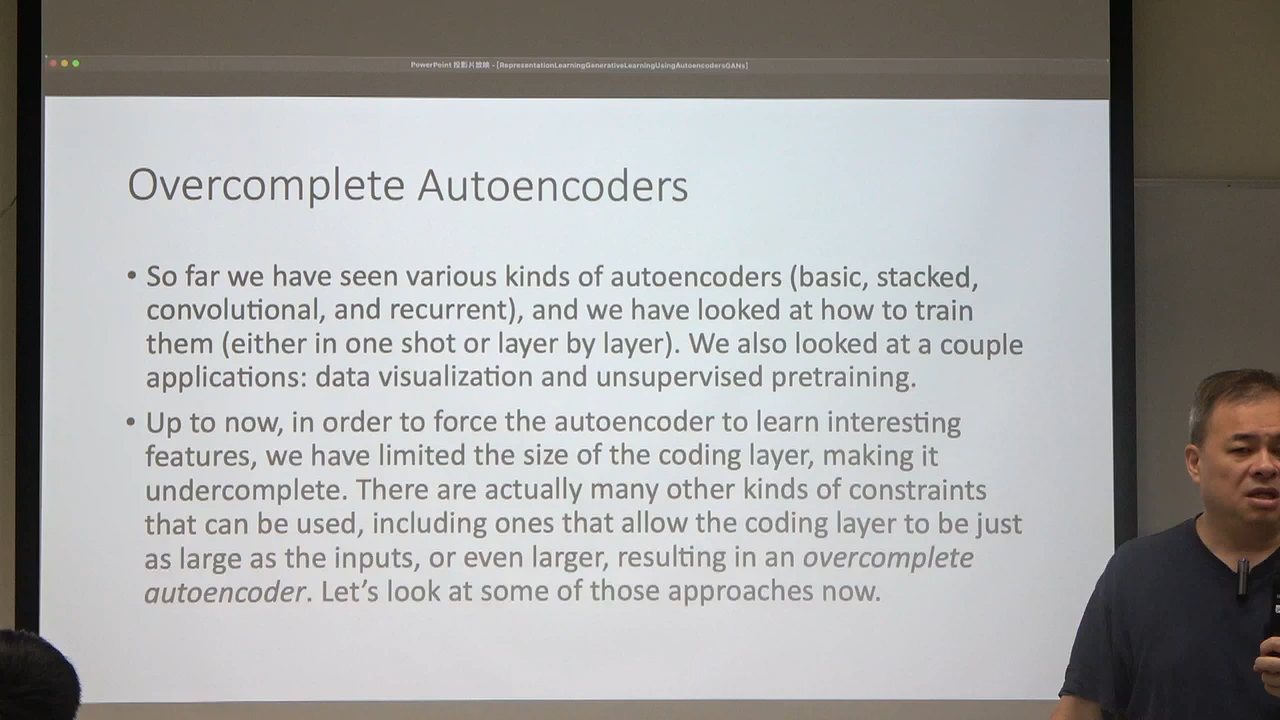 PowerPoint 投影片放映 - [RepresentationLearningGenerativeLearningUsingAutoencodersGANs]
Overcomplete Autoencoders
• So far we have seen various kinds of autoencoders (basic, stacked,
convolutional, and recurrent), and we have looked at how to train
them (either in one shot or layer by layer). We also looked at a couple
applications: data visualization and unsupervised pretraining.
• Up to now, in order to force the autoencoder to learn interesting
features, we have limited the size of the coding layer, making it
undercomplete. There are actually many other kinds of constraints
that can be used, including ones that allow the coding layer to be just
as large as the inputs, or even larger, resulting in an overcomplete
autoencoder. Let’s look at some of those approaches now.